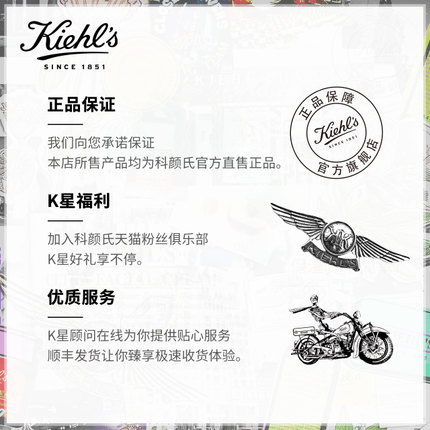 Kiehl's
SINCE 1851
正品保证
我们向您承诺保证
本店所售产品均为科颜氏官方直售正品。
正品保障
Kiehl's
SINCE 1851
官方旗舰店
K星福利
加入科颜氏天猫粉丝俱乐部
K星好礼享不停。
优质服务
K星顾问在线为你提供贴心服务
顺丰发货让你臻享极速收货体验。